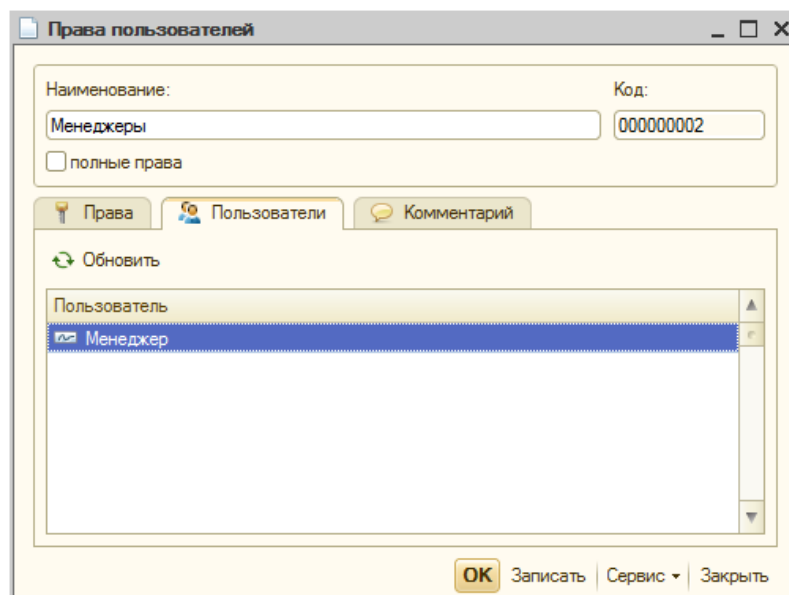 Права пользователей
Наименование: Код:
Менеджеры 000000002
полные права
Права Пользователи Комментарий
Обновить
Пользователь
Менеджер
OK Записать Сервис Закрыть